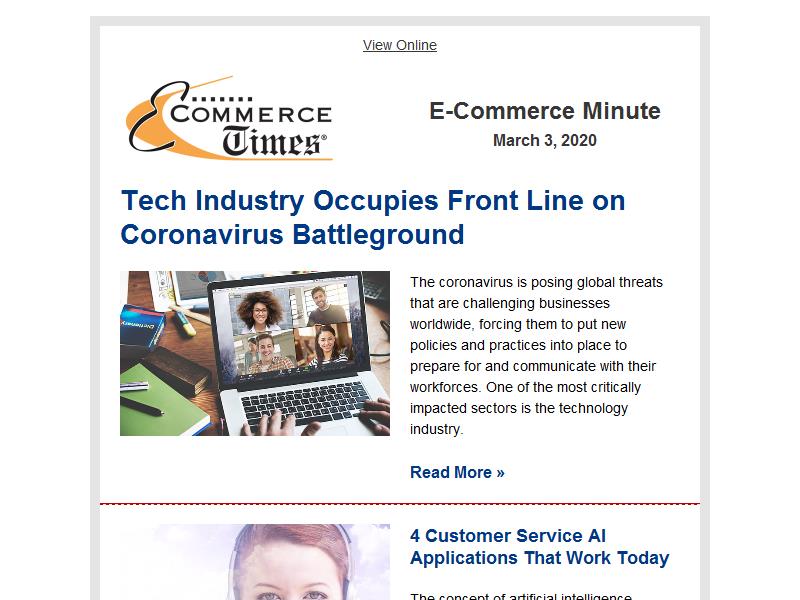 View Online
E-COMMERCE
Times®
E-Commerce Minute
March 3, 2020
Tech Industry Occupies Front Line on
Coronavirus Battleground
Dictionary
The coronavirus is posing global threats
that are challenging businesses
worldwide, forcing them to put new
policies and practices into place to
prepare for and communicate with their
workforces. One of the most critically
impacted sectors is the technology
industry.
Read More »
4 Customer Service AI
Applications That Work Today
The concept of artificial intelligence